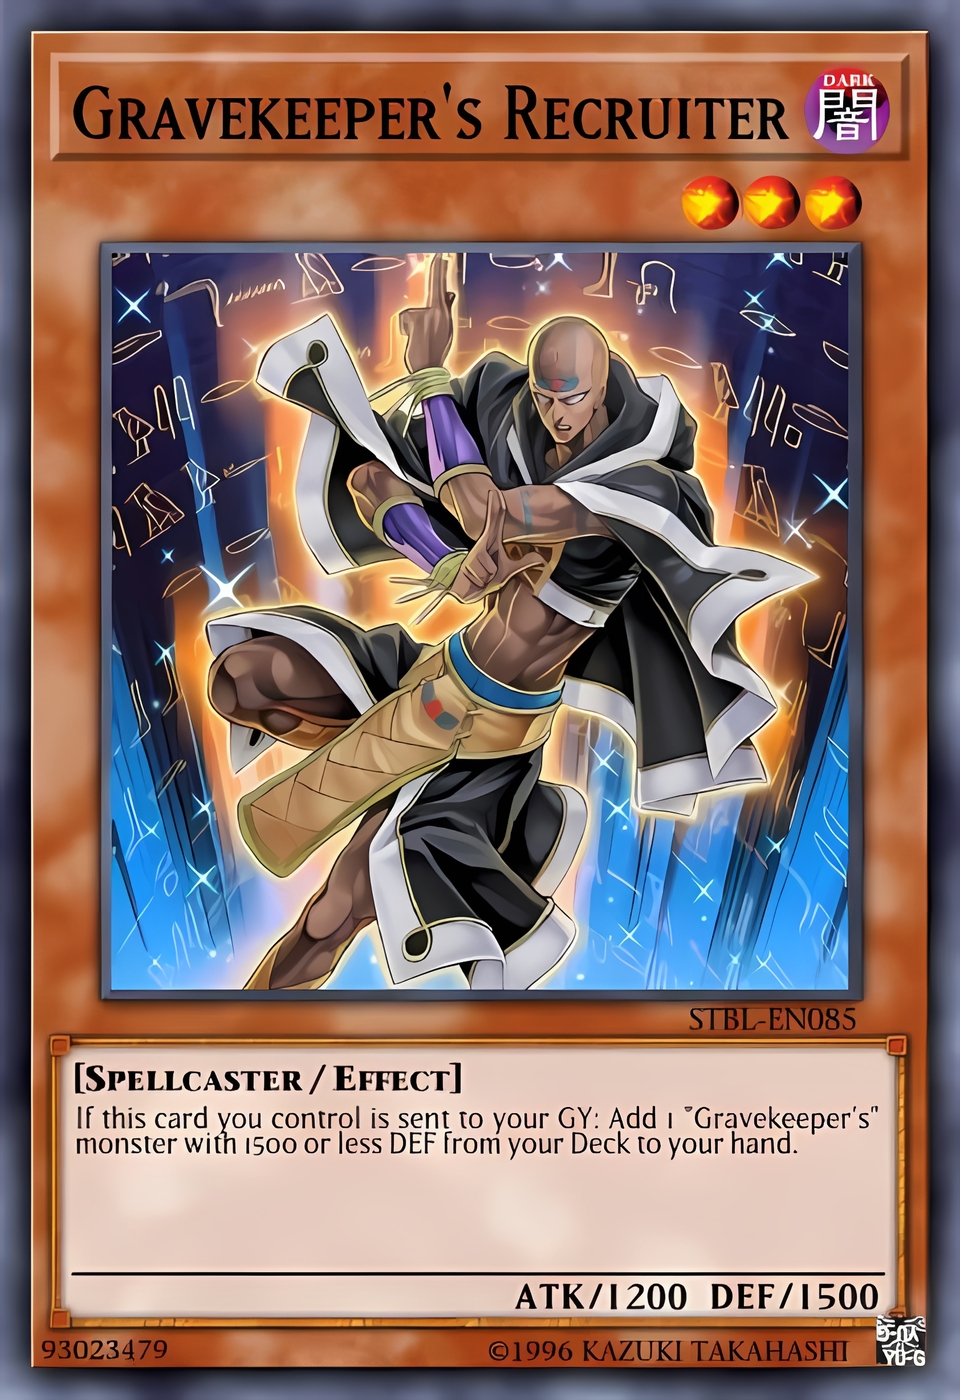 GRAVEKEEPER'S RECRUITER
DARK
闇
STBL-EN085
[SPELLCASTER / EFFECT]
If this card you control is sent to your GY: Add 1 "Gravekeeper's"
monster with 1500 or less DEF from your Deck to your hand.
ATK/1200 DEF/1500
93023479
©1996 KAZUKI TAKAHASHI